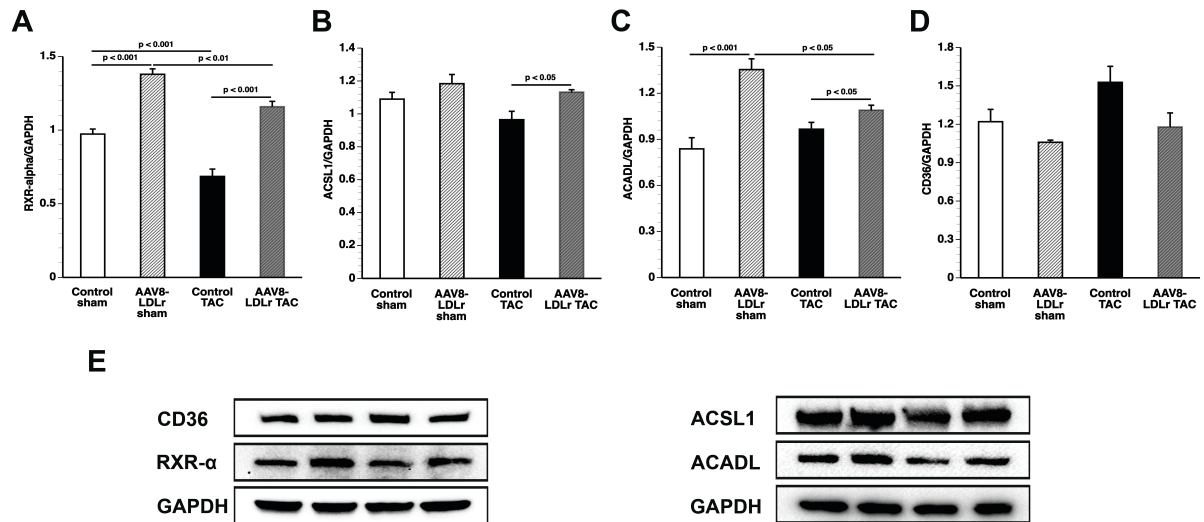 A
B
C
D
p < 0.001
p < 0.001
p < 0.01
p < 0.001
RXR-alpha/GAPDH
1.5
1
0.5
0
Control
sham
AAV8-
LDLr
sham
Control
TAC
AAV8-
LDLr TAC
p < 0.05
ACSL1/GAPDH
1.4
1.2
1
0.8
0.6
0.4
0.2
0
Control
sham
AAV8-
LDLr
sham
Control
TAC
AAV8-
LDLr TAC
p < 0.001
p < 0.05
p < 0.05
ACADL/GAPDH
1.5
1.2
0.9
0.6
0.3
0
Control
sham
AAV8-
LDLr
sham
Control
TAC
AAV8-
LDLr TAC
CD36/GAPDH
1.8
1.5
1.2
0.9
0.6
0.3
0
Control
sham
AAV8-
LDLr
sham
Control
TAC
AAV8-
LDLr TAC
E
CD36
RXR-α
GAPDH
ACSL1
ACADL
GAPDH